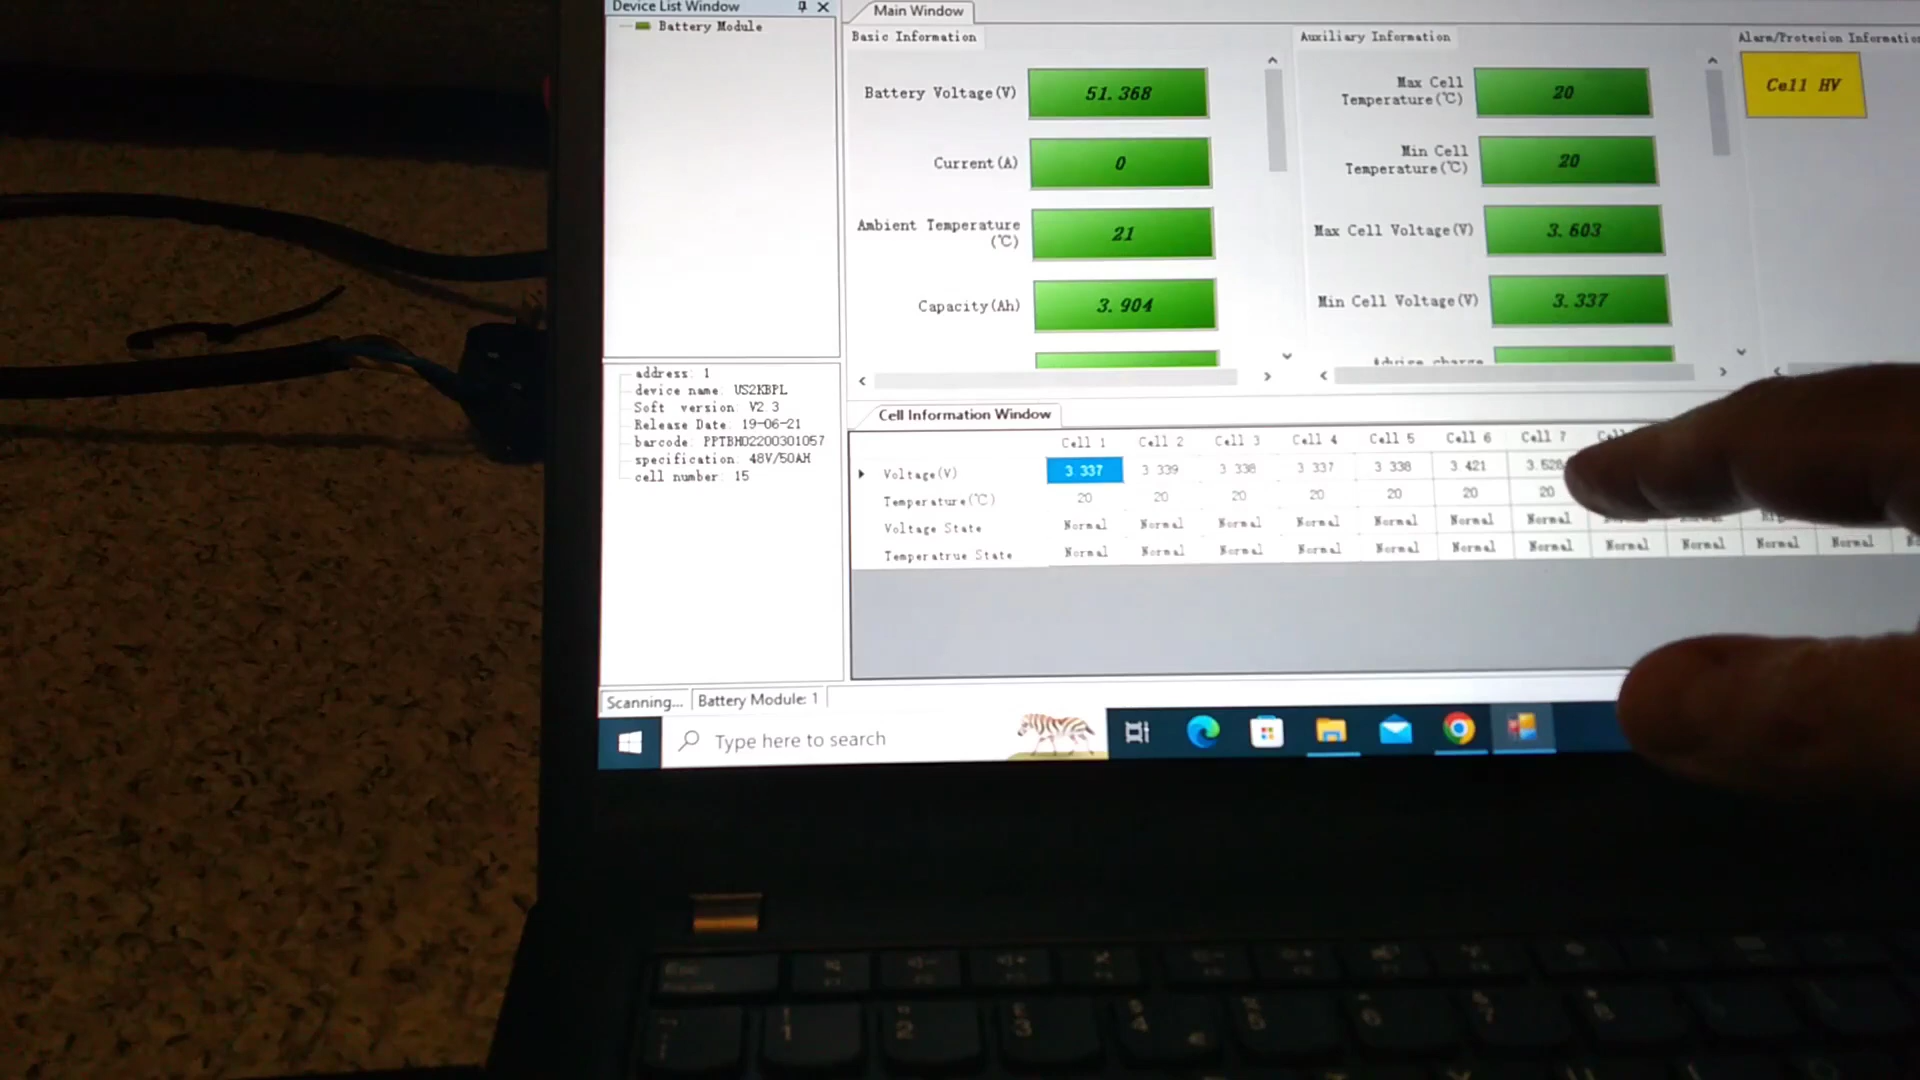 Device List Window
Battery Module
address: 1
device name: US2KBPL
Soft version: V2.3
Release Date: 19-06-21
barcode: PPTBH02200301057
specification: 48V/50AH
cell number: 15
Scanning...
Battery Module: 1
Main Window
Basic Information
Battery Voltage(V) 51.368
Current(A) 0
Ambient Temperature (℃) 21
Capacity(Ah) 3.904
Auxiliary Information
Max Cell Temperature(℃) 20
Min Cell Temperature(℃) 20
Max Cell Voltage(V) 3.603
Min Cell Voltage(V) 3.337
Advice charge
Alarm/Protecion Informatio
Cell HV
Cell Information Window
Cell 1 Cell 2 Cell 3 Cell 4 Cell 5 Cell 6 Cell 7
Voltage(V) 3.337 3.339 3.338 3.337 3.338 3.421 3.528
Temperature(℃) 20 20 20 20 20 20 20
Voltage State Normal Normal Normal Normal Normal Normal Normal
Temperatrue State Normal Normal Normal Normal Normal Normal Normal Normal Normal Normal Normal
Type here to search